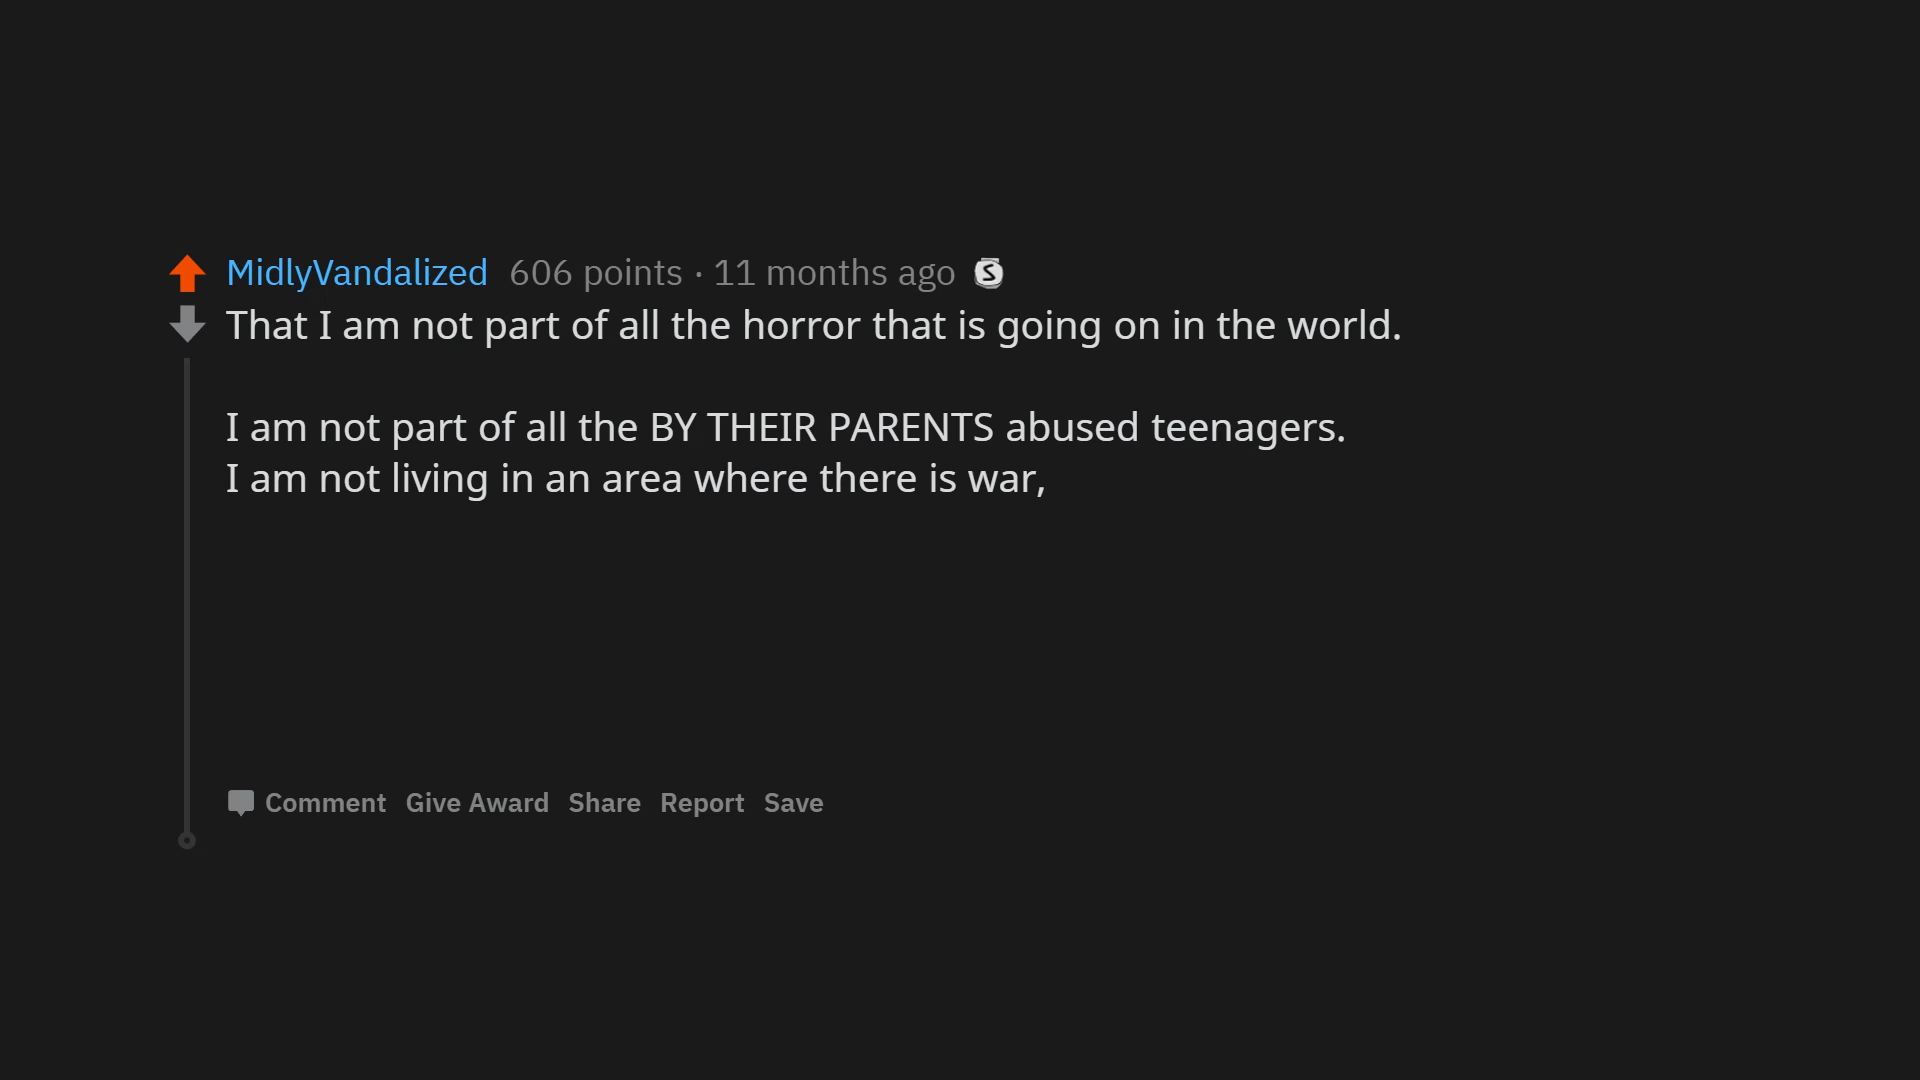 MidlyVandalized 606 points · 11 months ago S
That I am not part of all the horror that is going on in the world.
I am not part of all the BY THEIR PARENTS abused teenagers.
I am not living in an area where there is war,
Comment Give Award Share Report Save